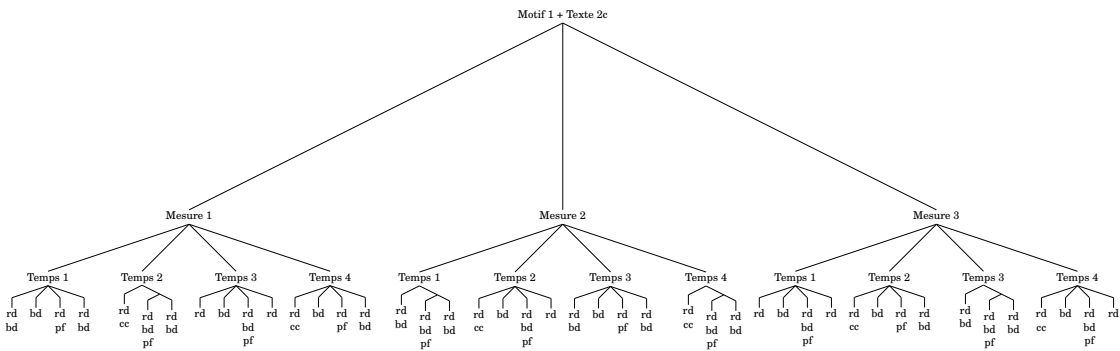 Motif 1 + Texte 2c
Mesure 1 Mesure 2 Mesure 3
Temps 1 Temps 2 Temps 3 Temps 4 Temps 1 Temps 2 Temps 3 Temps 4 Temps 1 Temps 2 Temps 3 Temps 4
rd bd rd rd rd rd rd rd bd rd rd rd bd rd rd rd rd rd rd bd rd rd rd bd rd rd rd rd rd rd bd rd rd rd bd rd rd rd rd rd rd bd rd rd
bd pf bd cc bd bd bd cc pf bd bd bd bd cc bd bd pf bd cc bd bd bd cc pf bd bd bd bd cc bd
pf pf pf pf pf pf pf pf